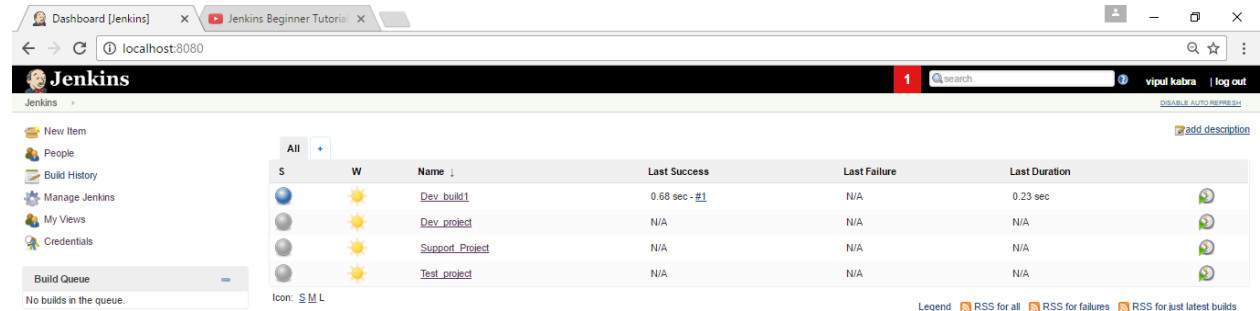 Dashboard [Jenkins]
Jenkins Beginner Tutorial
localhost:8080
Jenkins
1
search
vipul kabra | log out
Jenkins
DISABLE AUTO REFRESH
New Item
People
Build History
Manage Jenkins
My Views
Credentials
Build Queue
No builds in the queue.
add description
All +
S W Name ↓ Last Success Last Failure Last Duration
Dev_build1 0.68 sec - #1 N/A 0.23 sec
Dev_project N/A N/A N/A
Support_Project N/A N/A N/A
Test_project N/A N/A N/A
Icon: S M L
Legend RSS for all RSS for failures RSS for just latest builds